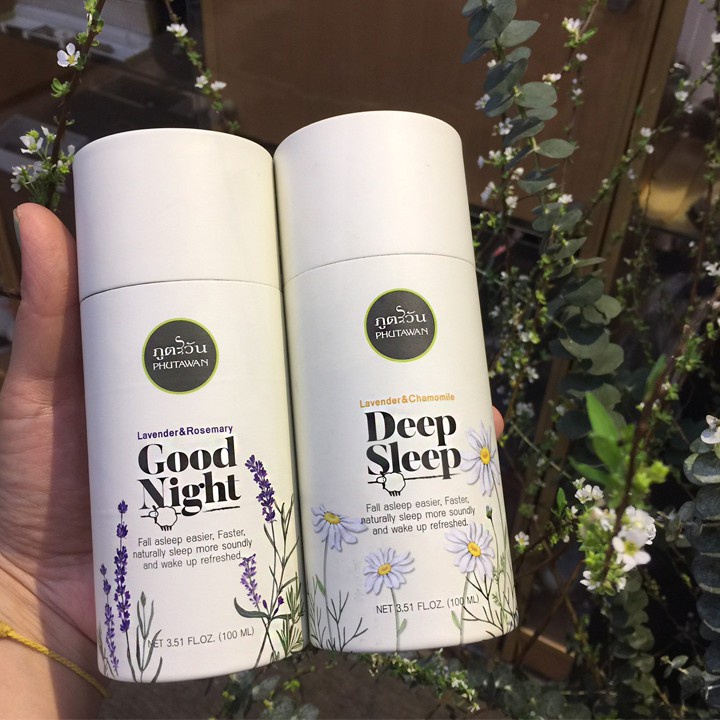 ภูตะวัน
PHUTAWAN
Lavender&Rosemary
Good
Night
Fall asleep easier, Faster,
naturally sleep more soundly
and wake up refreshed.
NET 3.51 FL.OZ. (100 ML)
ภูตะวัน
PHUTAWAN
Lavender&Chamomile
Deep
Sleep
Fall asleep easier, Faster,
naturally sleep more soundly
and wake up refreshed.
NET 3.51 FL.OZ. (100 ML)